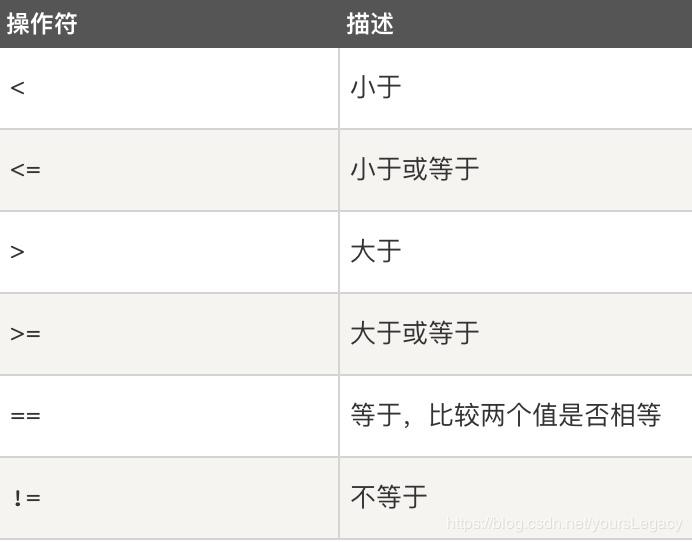 操作符 描述
< 小于
<= 小于或等于
> 大于
>= 大于或等于
== 等于，比较两个值是否相等
!= 不等于
https://blog.csdn.net/yoursLegacy